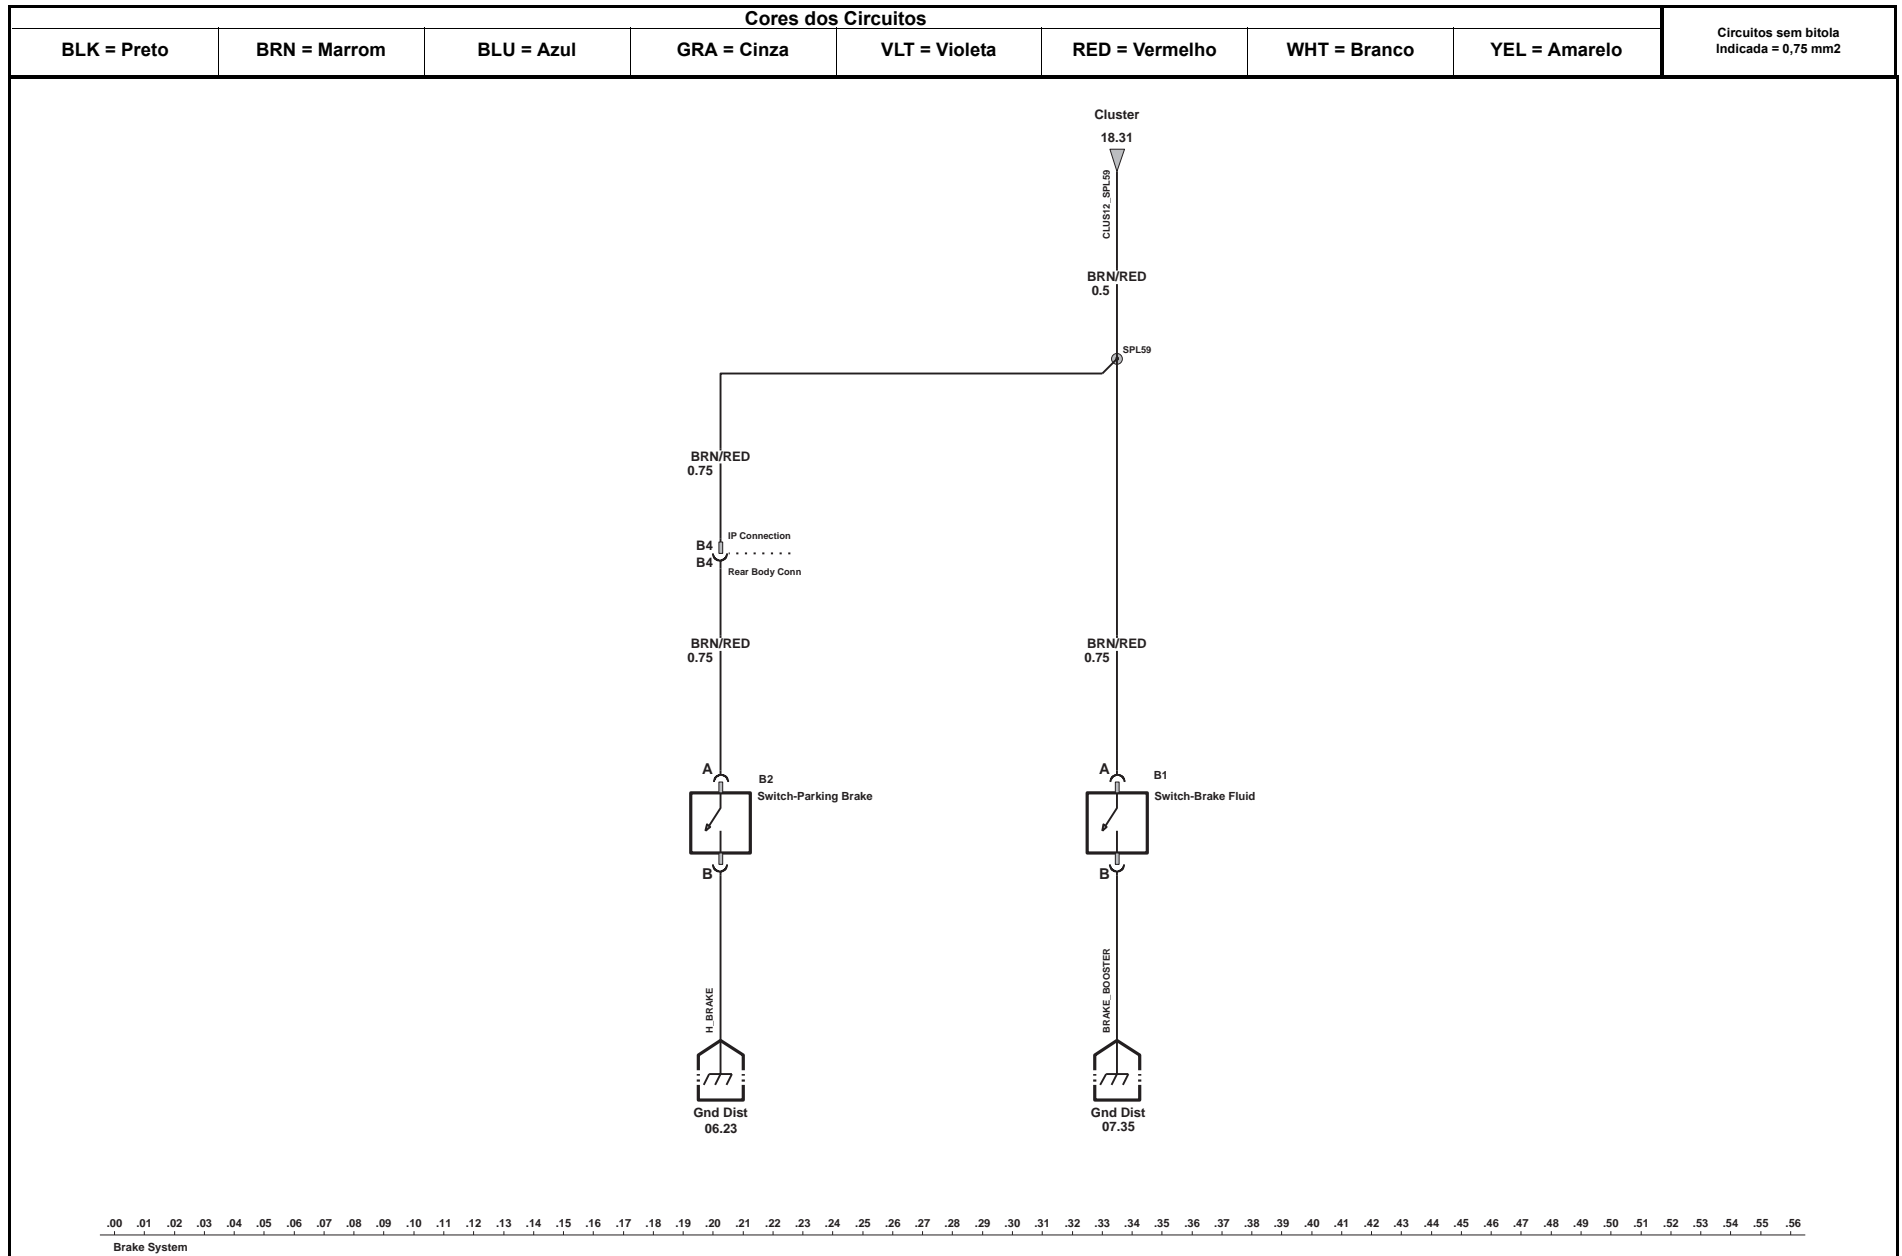 Cores dos Circuitos
BLK = Preto
BRN = Marrom
BLU = Azul
GRA = Cinza
VLT = Violeta
RED = Vermelho
WHT = Branco
YEL = Amarelo
Circuitos sem bitola
Indicada = 0,75 mm2
Cluster
18.31
CLUS12_SPL59
BRN/RED
0.5
SPL59
BRN/RED
0.75
B4
IP Connection
B4
Rear Body Conn
BRN/RED
0.75
BRN/RED
0.75
A
B2
Switch-Parking Brake
B
A
B1
Switch-Brake Fluid
B
H_BRAKE
BRAKE_BOOSTER
Gnd Dist
06.23
Gnd Dist
07.35
.00 .01 .02 .03 .04 .05 .06 .07 .08 .09 .10 .11 .12 .13 .14 .15 .16 .17 .18 .19 .20 .21 .22 .23 .24 .25 .26 .27 .28 .29 .30 .31 .32 .33 .34 .35 .36 .37 .38 .39 .40 .41 .42 .43 .44 .45 .46 .47 .48 .49 .50 .51 .52 .53 .54 .55 .56
Brake System